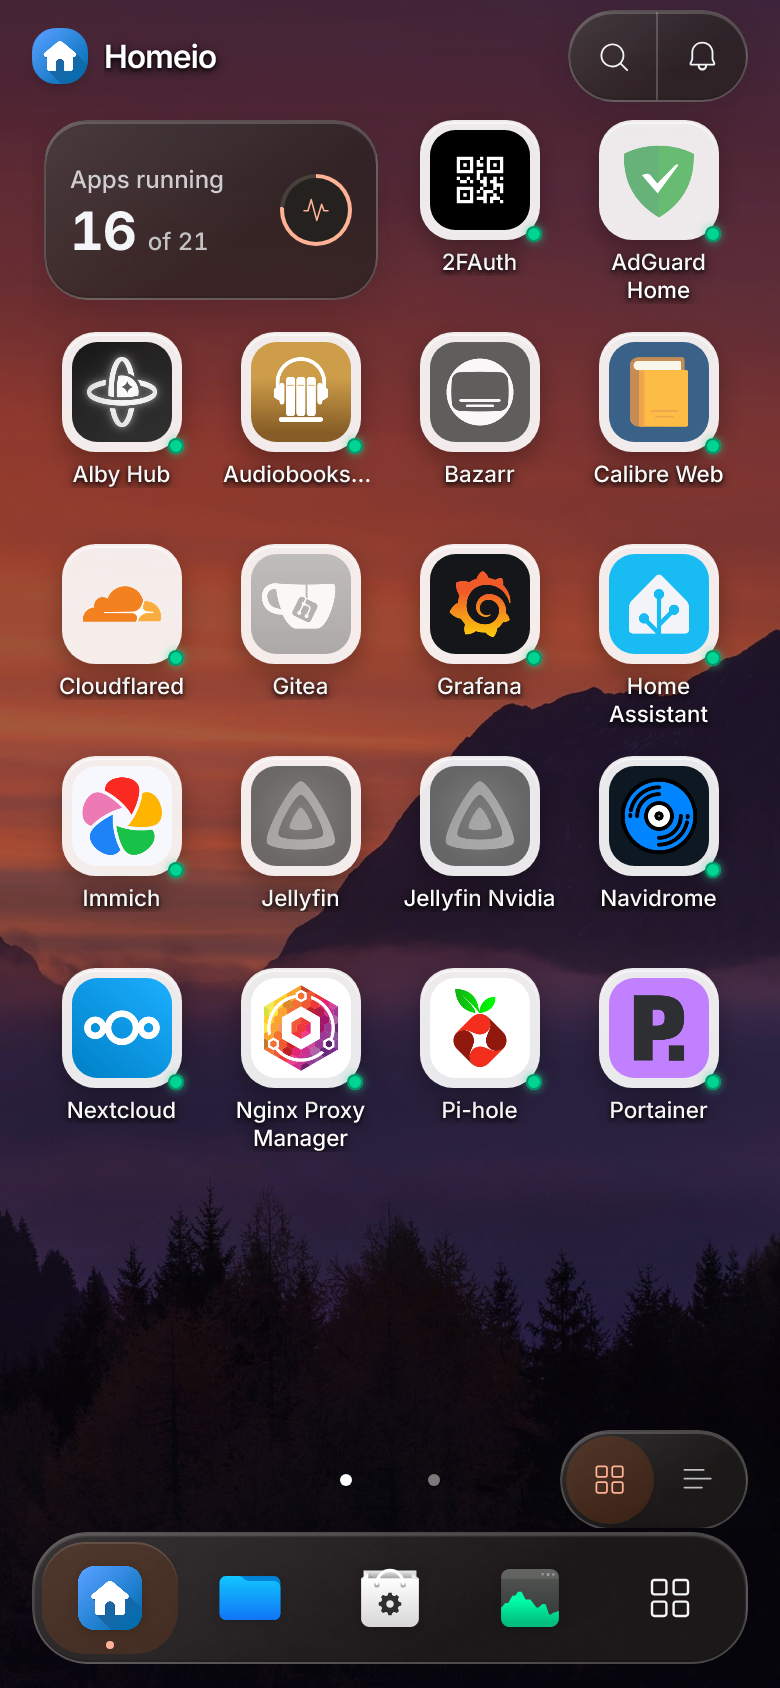 Homeio
Apps running
16 of 21
2FAuth
AdGuard
Home
Alby Hub
Audiobooks...
Bazarr
Calibre Web
Cloudflared
Gitea
Grafana
Home
Assistant
Immich
Jellyfin
Jellyfin Nvidia
Navidrome
P.
Nextcloud
Nginx Proxy
Manager
Pi-hole
Portainer